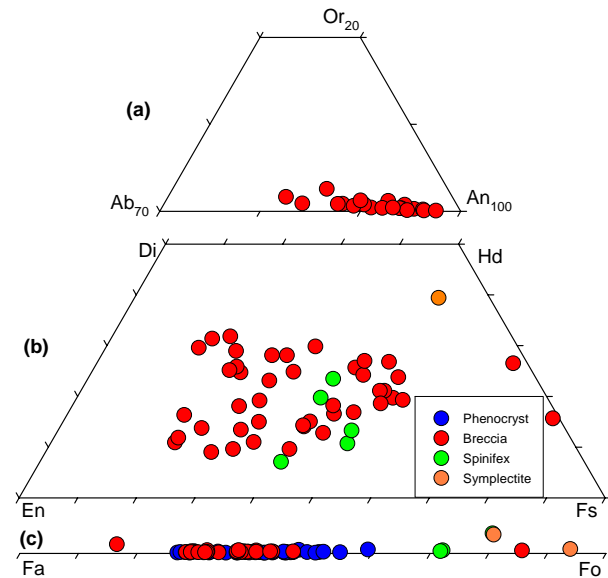 Or20
(a)
Ab70
An100
Di
Hd
(b)
Phenocryst
Breccia
Spinifex
Symplectite
En
Fs
(c)
Fa
Fo